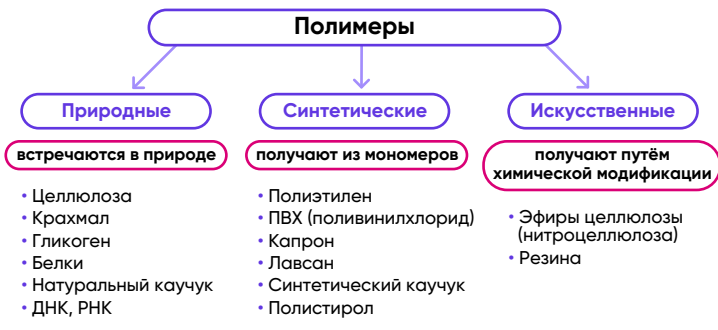 Полимеры
Природные
встречаются в природе
• Целлюлоза
• Крахмал
• Гликоген
• Белки
• Натуральный каучук
• ДНК, РНК
Синтетические
получают из мономеров
• Полиэтилен
• ПВХ (поливинилхлорид)
• Капрон
• Лавсан
• Синтетический каучук
• Полистирол
Искусственные
получают путём
химической модификации
• Эфиры целлюлозы
(нитроцеллюлоза)
• Резина